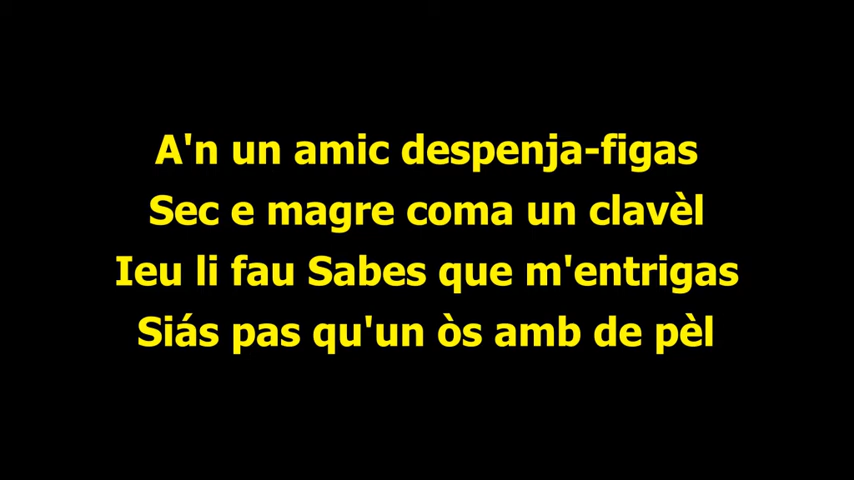 A'n un amic despenja-figas
Sec e magre coma un clavèl
Ieu li fau Sabes que m'entrigas
Siás pas qu'un òs amb de pèl